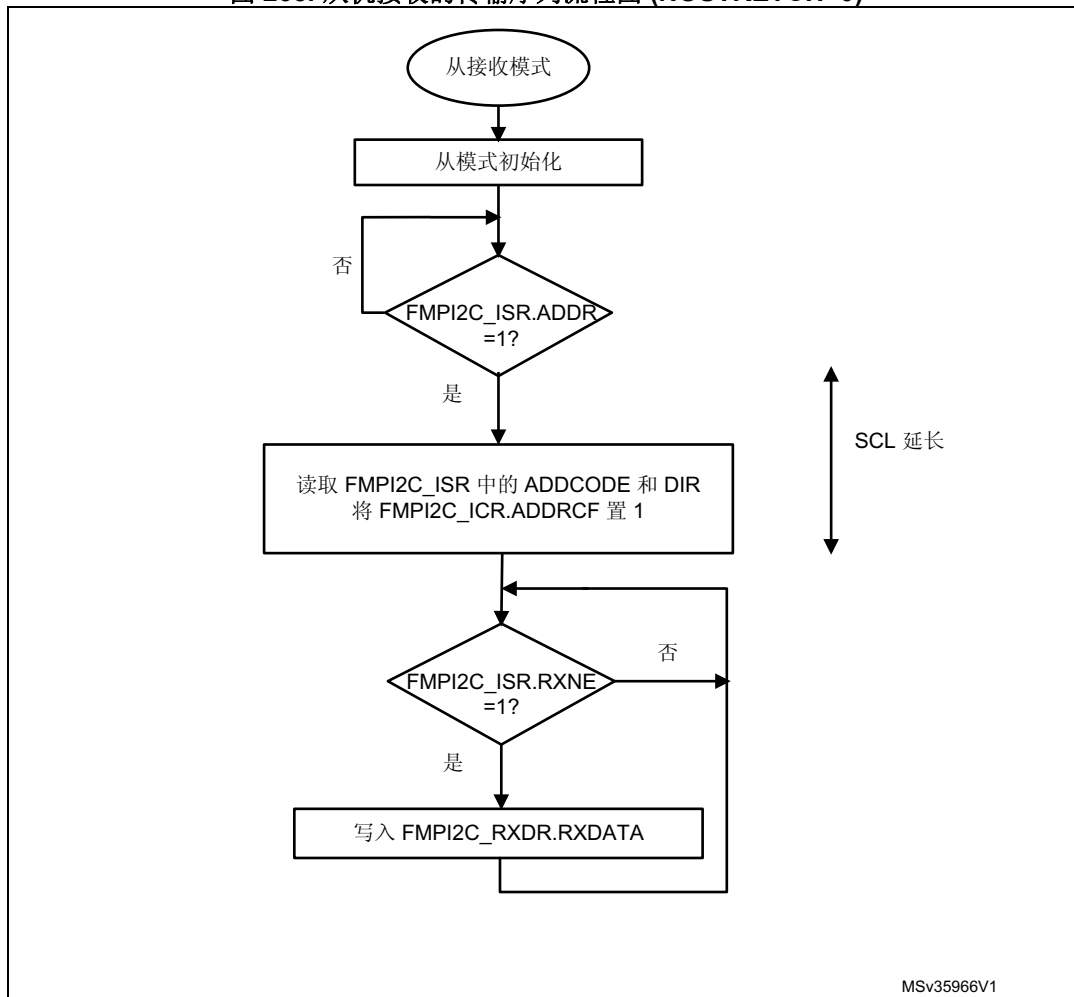 从接收模式
从模式初始化
否
FMPI2C_ISR.ADDR
=1?
是
SCL 延长
读取 FMPI2C_ISR 中的 ADDCODE 和 DIR
将 FMPI2C_ICR.ADDRCF 置 1
否
FMPI2C_ISR.RXNE
=1?
是
写入 FMPI2C_RXDR.RXDATA
MSv35966V1